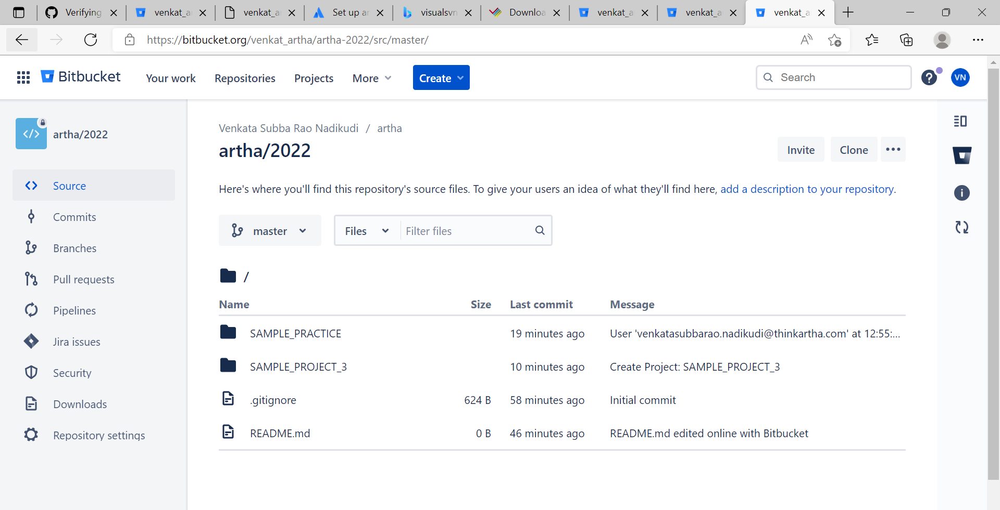 Verifying
venkat_a
venkat_a
Set up ar
visualsvn
Downloa
venkat_a
venkat_a
venkat_a
https://bitbucket.org/venkat_artha/artha-2022/src/master/
Bitbucket
Your work
Repositories
Projects
More
Create
Search
VN
artha/2022
Source
Commits
Branches
Pull requests
Pipelines
Jira issues
Security
Downloads
Repository settings
Venkata Subba Rao Nadikudi / artha
artha/2022
Invite
Clone
Here's where you'll find this repository's source files. To give your users an idea of what they'll find here, add a description to your repository.
master
Files
Filter files
/
Name Size Last commit Message
SAMPLE_PRACTICE 19 minutes ago User 'venkatasubbarao.nadikudi@thinkartha.com' at 12:55:...
SAMPLE_PROJECT_3 10 minutes ago Create Project: SAMPLE_PROJECT_3
.gitignore 624 B 58 minutes ago Initial commit
README.md 0 B 46 minutes ago README.md edited online with Bitbucket